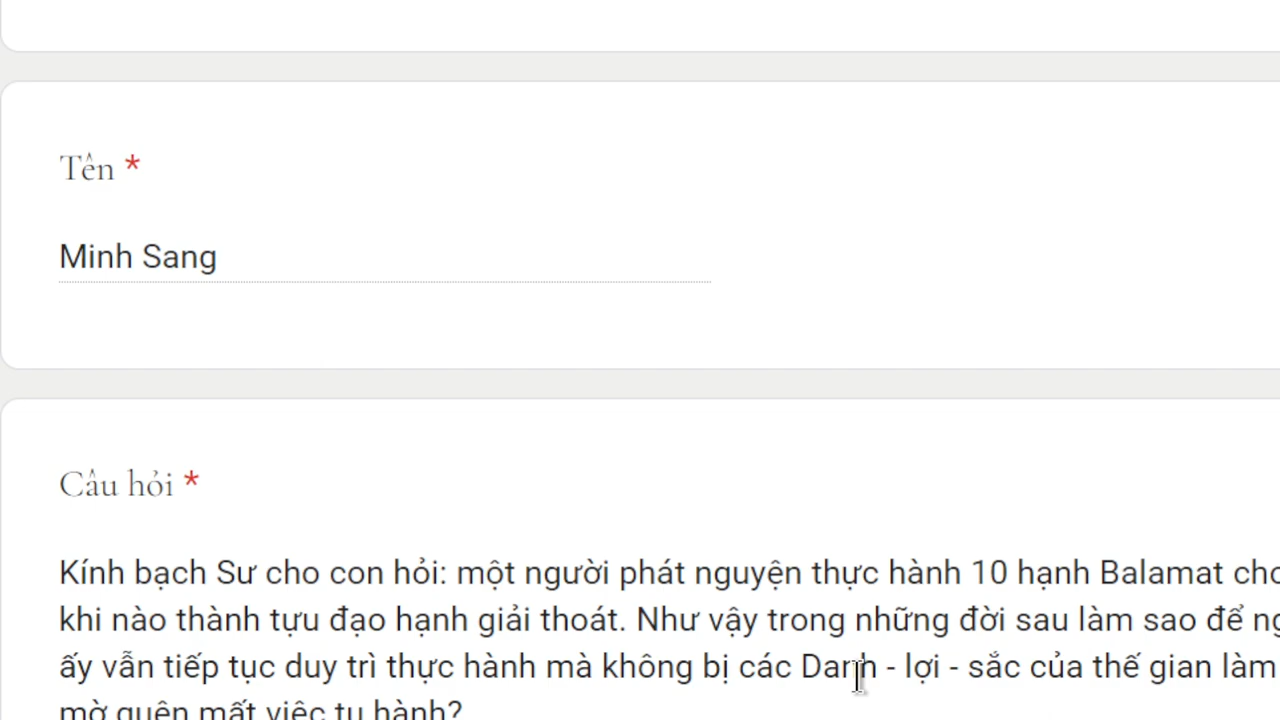 Tên *
Minh Sang
Câu hỏi *
Kính bạch Sư cho con hỏi: một người phát nguyện thực hành 10 hạnh Balamat
khi nào thành tựu đạo hạnh giải thoát. Như vậy trong những đời sau làm sao để
ấy vẫn tiếp tục duy trì thực hành mà không bị các Danh - lợi - sắc của thế gian làm
mờ quên mất việc tu hành?